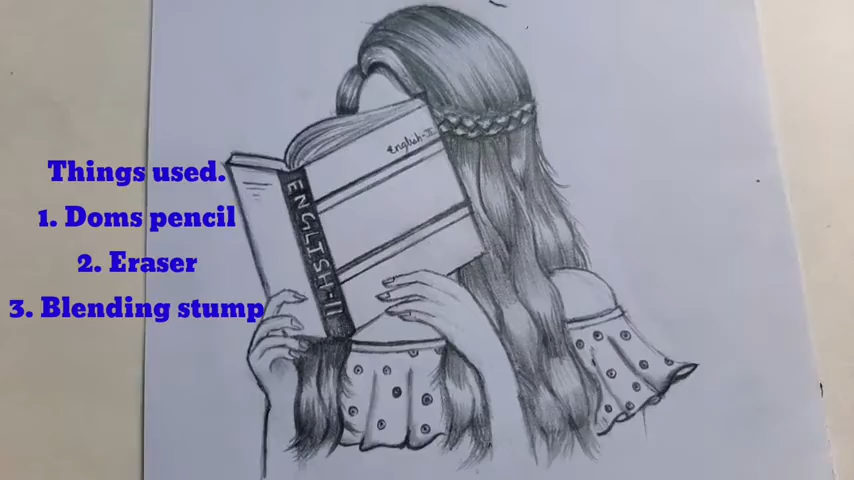 Things used.
1. Doms pencil
2. Eraser
3. Blending stump
English-II
ENGLISH-II